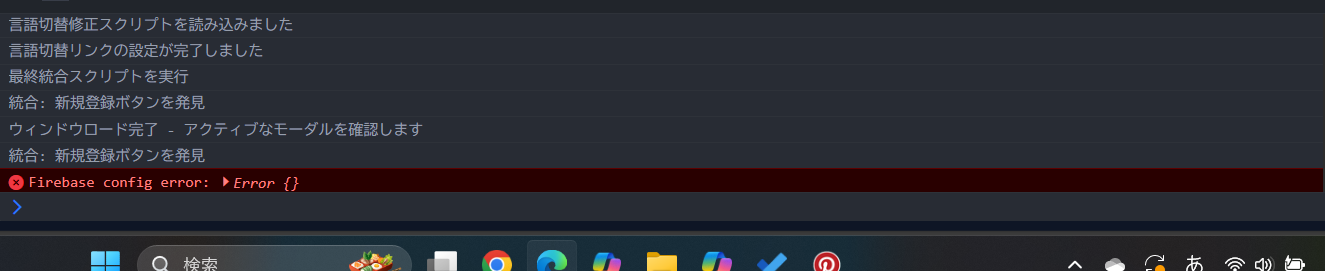 言語切替修正スクリプトを読み込みました
言語切替リンクの設定が完了しました
最終統合スクリプトを実行
統合: 新規登録ボタンを発見
ウィンドウロード完了 - アクティブなモーダルを確認します
統合: 新規登録ボタンを発見
Firebase config error: Error {}
検索
あ